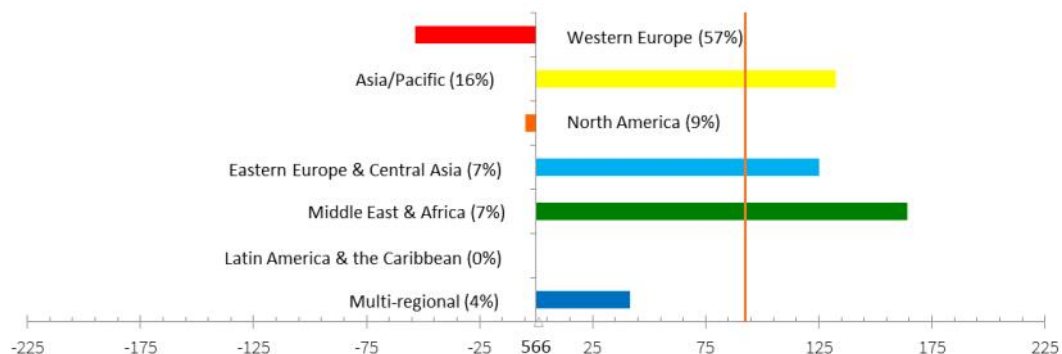 Western Europe (57%)
Asia/Pacific (16%)
North America (9%)
Eastern Europe & Central Asia (7%)
Middle East & Africa (7%)
Latin America & the Caribbean (0%)
Multi-regional (4%)
-225 -175 -125 -75 -25 566 25 75 125 175 225